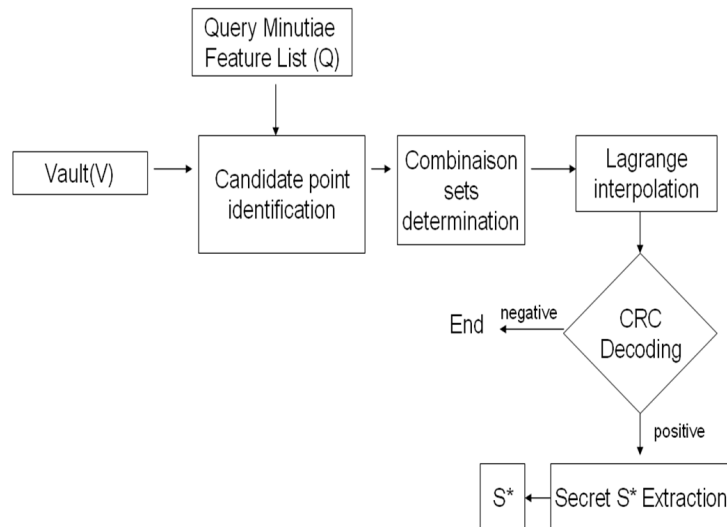 Query Minutiae
Feature List (Q)
Vault(V)
Candidate point
identification
Combinaison
sets
determination
Lagrange
interpolation
CRC
Decoding
negative
End
positive
Secret S* Extraction
S*